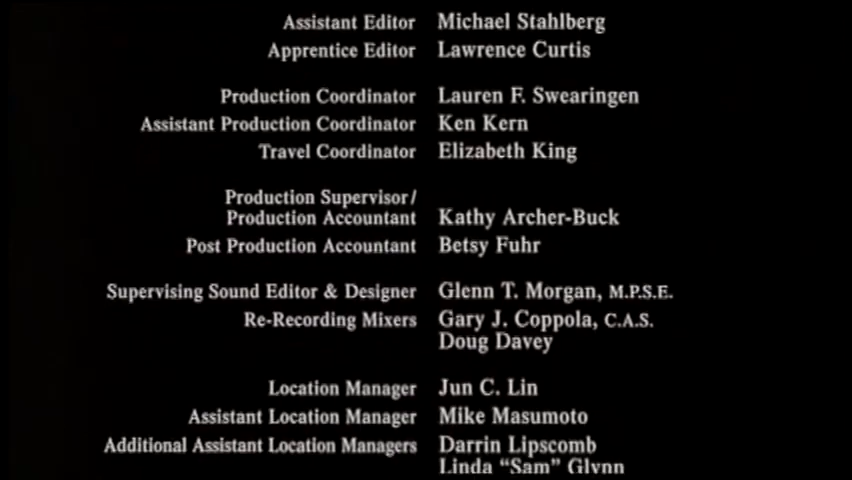 Assistant Editor Michael Stahlberg
Apprentice Editor Lawrence Curtis
Production Coordinator Lauren F. Swearingen
Assistant Production Coordinator Ken Kern
Travel Coordinator Elizabeth King
Production Supervisor/
Production Accountant Kathy Archer-Buck
Post Production Accountant Betsy Fuhr
Supervising Sound Editor & Designer Glenn T. Morgan, M.P.S.E.
Re-Recording Mixers Gary J. Coppola, C.A.S.
Doug Davey
Location Manager Jun C. Lin
Assistant Location Manager Mike Masumoto
Additional Assistant Location Managers Darrin Lipscomb
Linda “Sam” Glynn